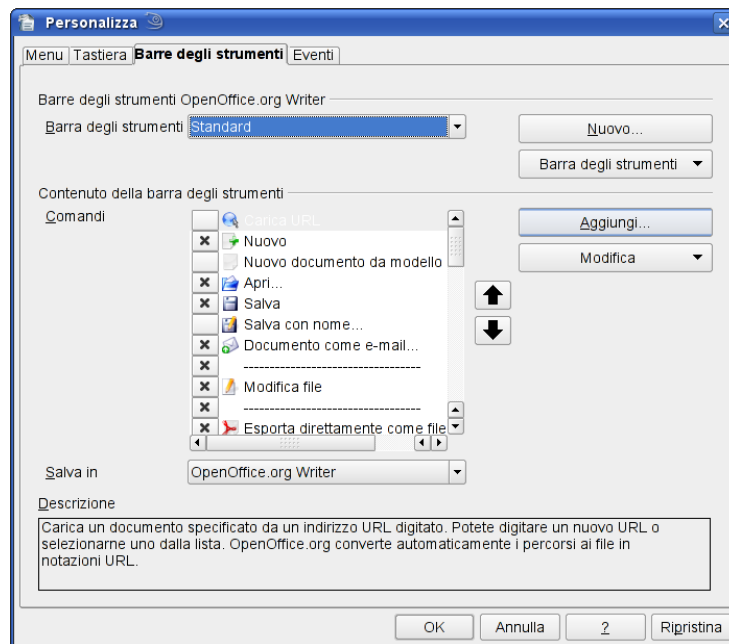 Personalizza
Menu Tastiera Barre degli strumenti Eventi
Barre degli strumenti OpenOffice.org Writer
Barra degli strumenti Standard
Nuovo...
Barra degli strumenti
Contenuto della barra degli strumenti
Comandi
Carica URL
Aggiungi...
Nuovo
Nuovo documento da modello
Modifica
Apri...
Salva
Salva con nome...
Documento come e-mail...
----------------------------------
Modifica file
----------------------------------
Esporta direttamente come file
Salva in OpenOffice.org Writer
Descrizione
Carica un documento specificato da un indirizzo URL digitato. Potete digitare un nuovo URL o
selezionarne uno dalla lista. OpenOffice.org converte automaticamente i percorsi ai file in
notazioni URL.
OK Annulla ? Ripristina